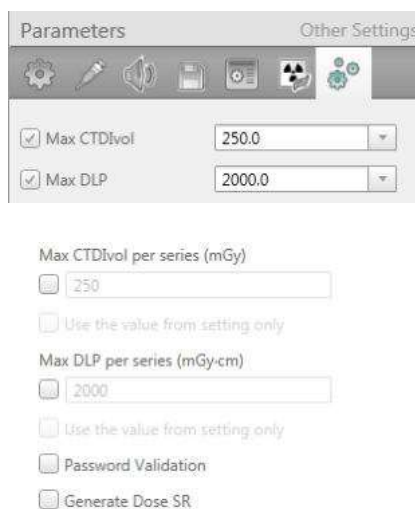 Parameters Other Settings
Max CTDIvol 250.0
Max DLP 2000.0
Max CTDIvol per series (mGy)
250
Use the value from setting only
Max DLP per series (mGy·cm)
2000
Use the value from setting only
Password Validation
Generate Dose SR